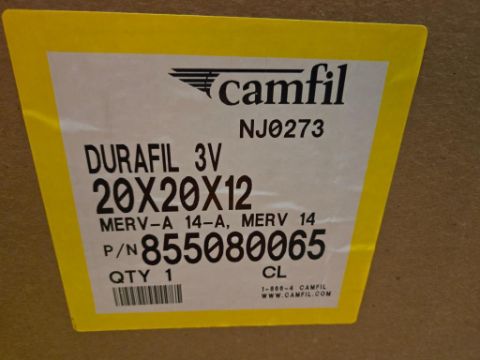 camfil
NJ0273
DURAFIL 3V
20X20X12
MERV-A 14-A, MERV 14
P/N 855080065
QTY 1 CL
1-866-4 CAMFIL
WWW.CAMFIL.COM